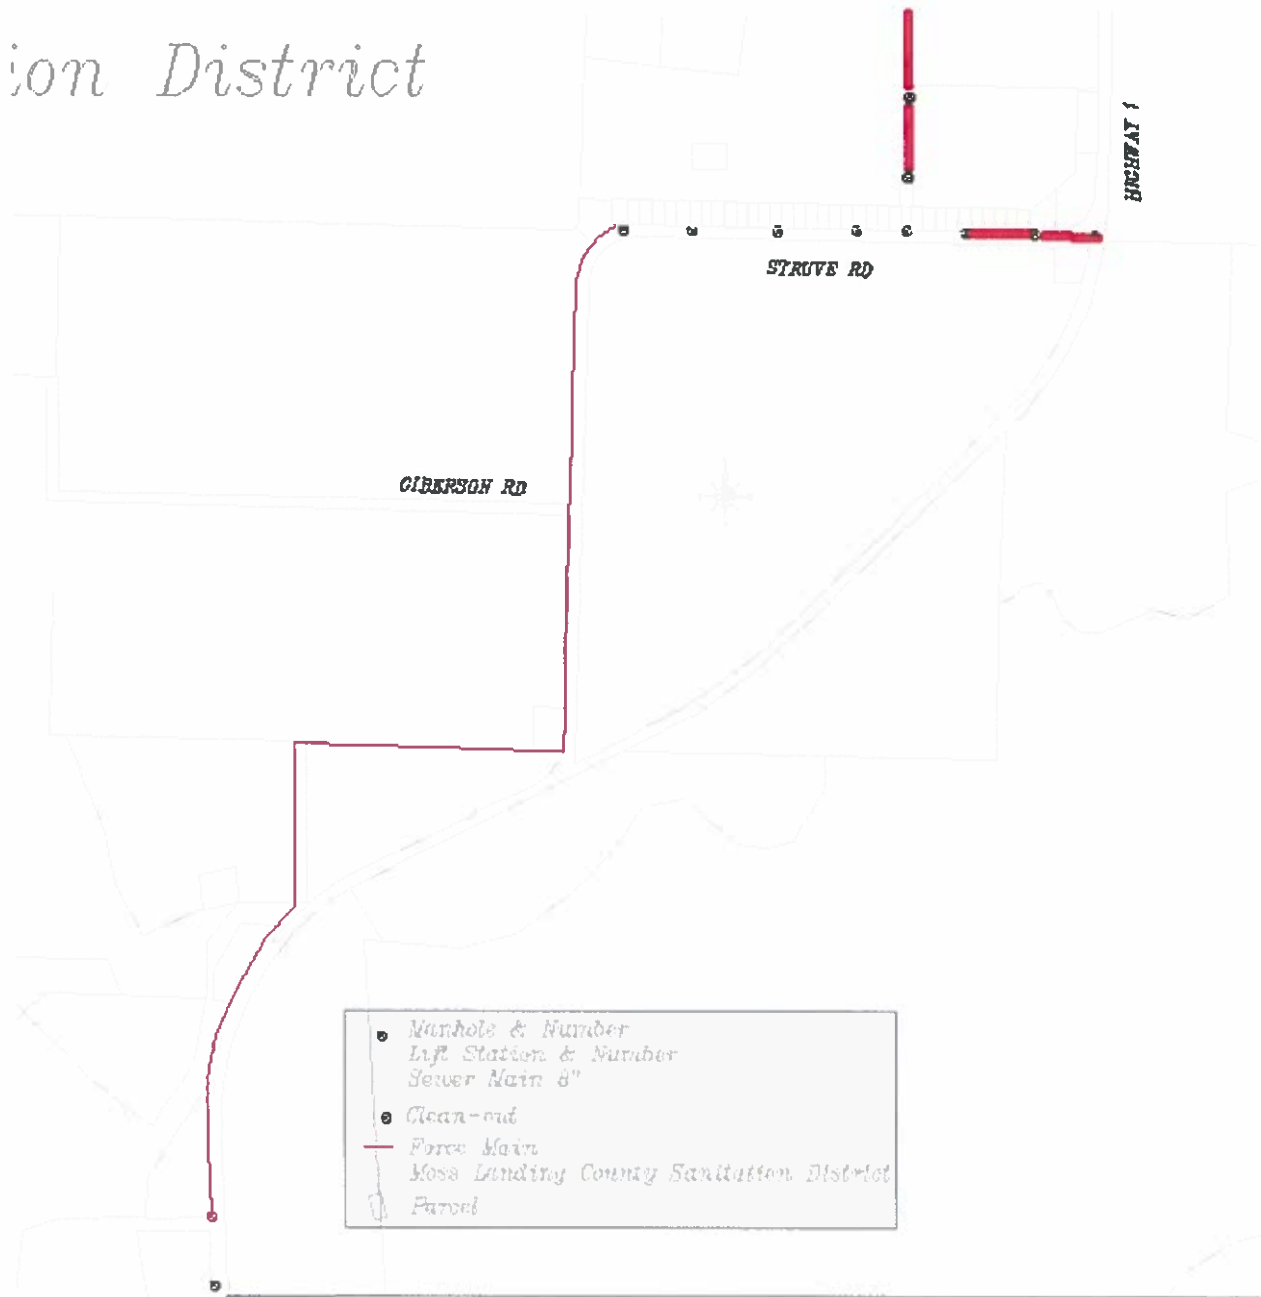 ion District
HIGHWAY 1
STRUVE RD
GIBERSON RD
Manhole & Number
Lift Station & Number
Sewer Main 8"
Clean-out
Force Main
Moss Landing County Sanitation District
Parcel